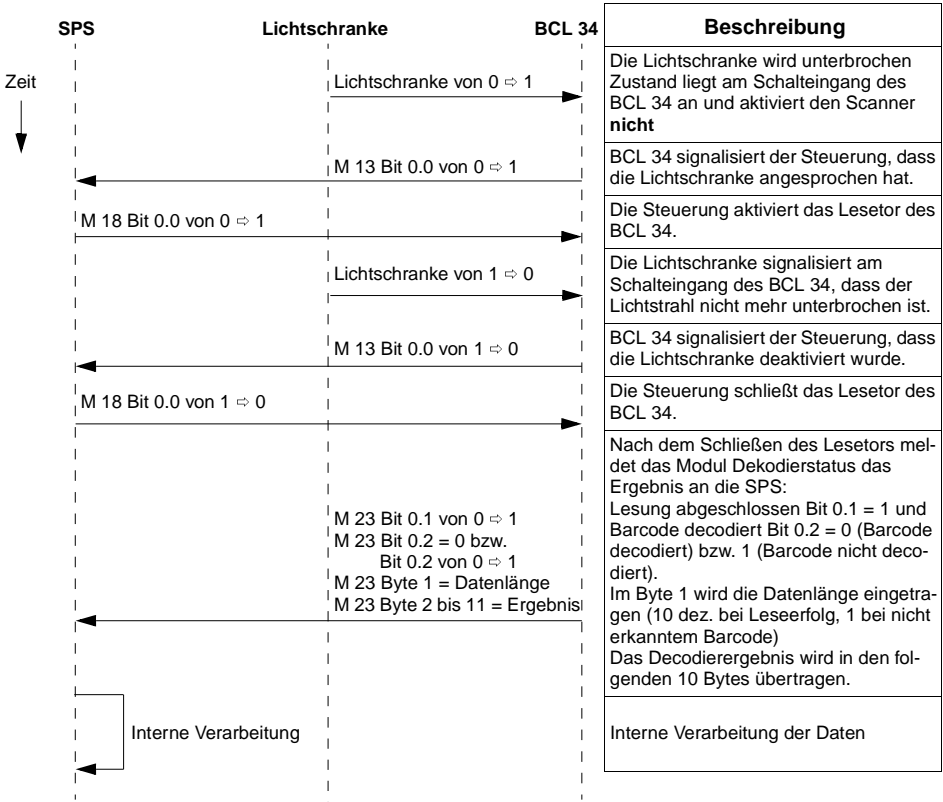 SPS Lichtschranke BCL 34 Beschreibung
Zeit
Lichtschranke von 0 ⇨ 1
Die Lichtschranke wird unterbrochen
Zustand liegt am Schalteingang des
BCL 34 an und aktiviert den Scanner
nicht
M 13 Bit 0.0 von 0 ⇨ 1
BCL 34 signalisiert der Steuerung, dass
die Lichtschranke angesprochen hat.
M 18 Bit 0.0 von 0 ⇨ 1
Die Steuerung aktiviert das Lesetor des
BCL 34.
Lichtschranke von 1 ⇨ 0
Die Lichtschranke signalisiert am
Schalteingang des BCL 34, dass der
Lichtstrahl nicht mehr unterbrochen ist.
M 13 Bit 0.0 von 1 ⇨ 0
BCL 34 signalisiert der Steuerung, dass
die Lichtschranke deaktiviert wurde.
M 18 Bit 0.0 von 1 ⇨ 0
Die Steuerung schließt das Lesetor des
BCL 34.
M 23 Bit 0.1 von 0 ⇨ 1
M 23 Bit 0.2 = 0 bzw.
Bit 0.2 von 0 ⇨ 1
M 23 Byte 1 = Datenlänge
M 23 Byte 2 bis 11 = Ergebnis
Nach dem Schließen des Lesetors mel-
det das Modul Dekodierstatus das
Ergebnis an die SPS:
Lesung abgeschlossen Bit 0.1 = 1 und
Barcode decodiert Bit 0.2 = 0 (Barcode
decodiert) bzw. 1 (Barcode nicht deco-
diert).
Im Byte 1 wird die Datenlänge eingetra-
gen (10 dez. bei Leseerfolg, 1 bei nicht
erkanntem Barcode)
Das Decodierergebnis wird in den fol-
genden 10 Bytes übertragen.
Interne Verarbeitung
Interne Verarbeitung der Daten